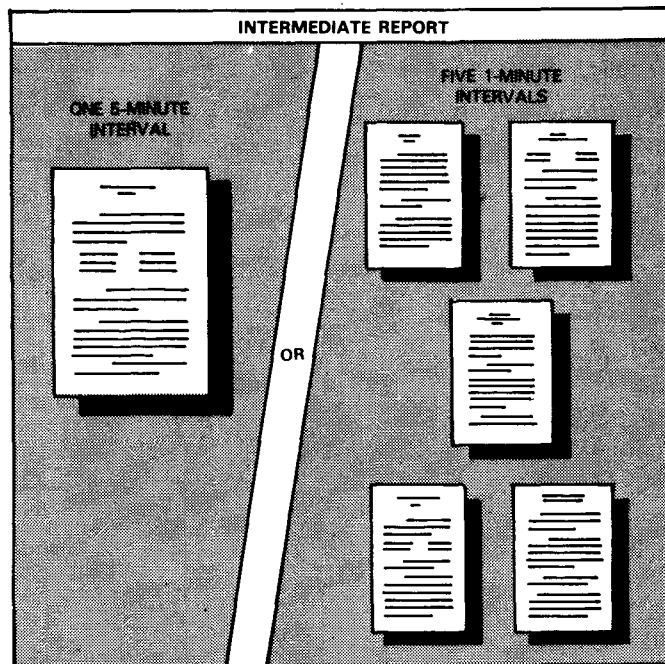 INTERMEDIATE REPORT
ONE 5-MINUTE
INTERVAL
OR
FIVE 1-MINUTE
INTERVALS